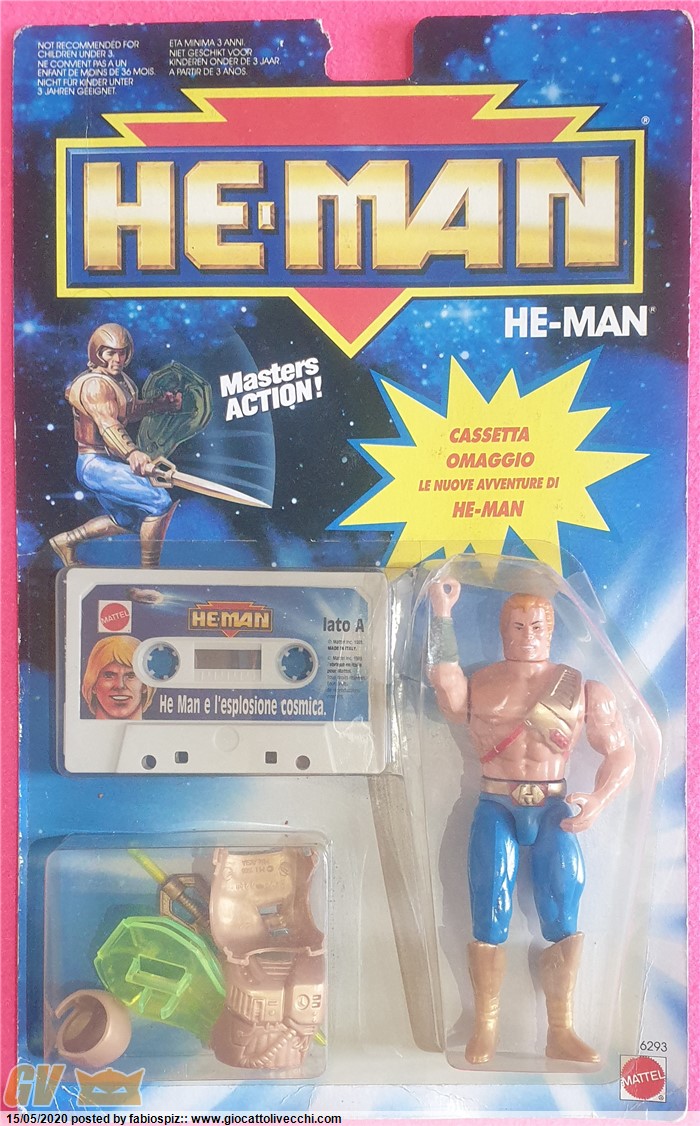 NOT RECOMMENDED FOR
CHILDREN UNDER 3.
NE CONVIENT PAS A UN
ENFANT DE MOINS DE 36 MOIS.
NICHT FÜR KINDER UNTER
3 JAHREN GEEIGNET.
ETA MINIMA 3 ANNI.
NIET GESCHIKT VOOR
KINDEREN ONDER DE 3 JAAR.
A PARTIR DE 3 AÑOS.
HE-MAN®
HE-MAN®
Masters
ACTION!
CASSETTA
OMAGGIO
LE NUOVE AVVENTURE DI
HE-MAN
MATTEL
HE-MAN
lato A
MADE IN ITALY.
He Man e l'esplosione cosmica.
H
6293
MATTEL
GV
15/05/2020 posted by fabiospiz:: www.giocattolivecchi.com